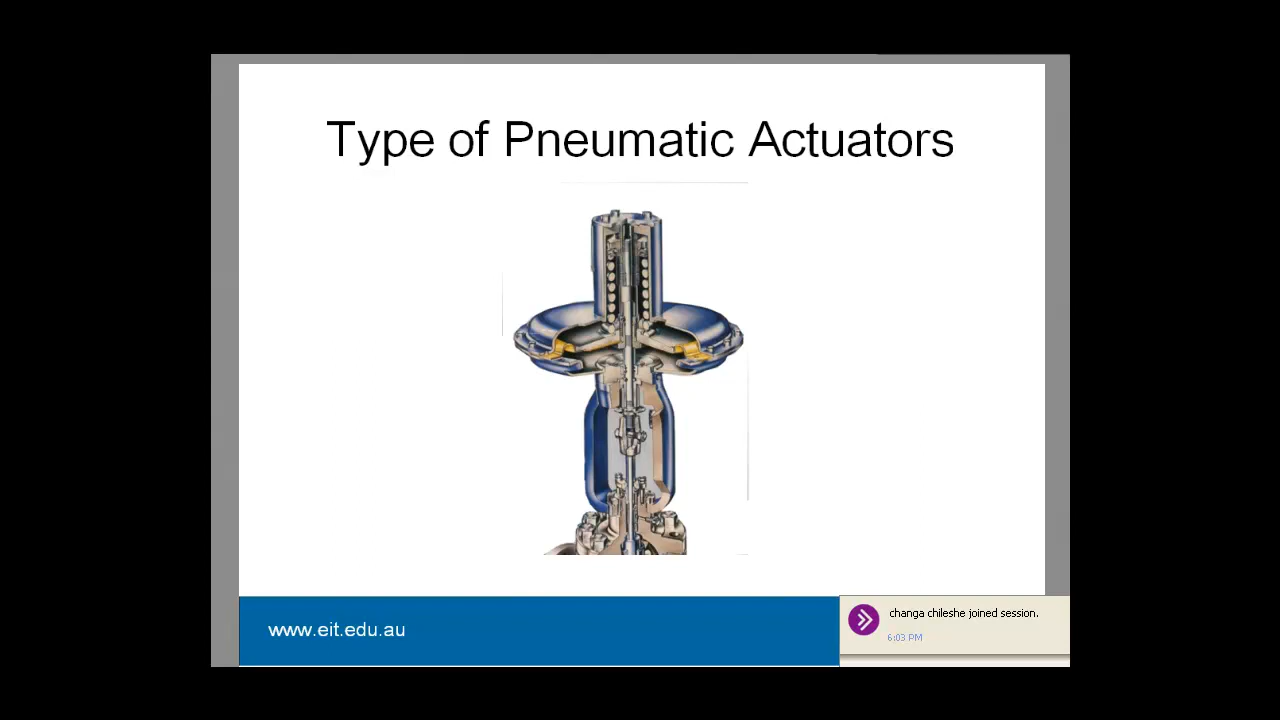 Type of Pneumatic Actuators
www.eit.edu.au
changa chileshe joined session.
6:03 PM